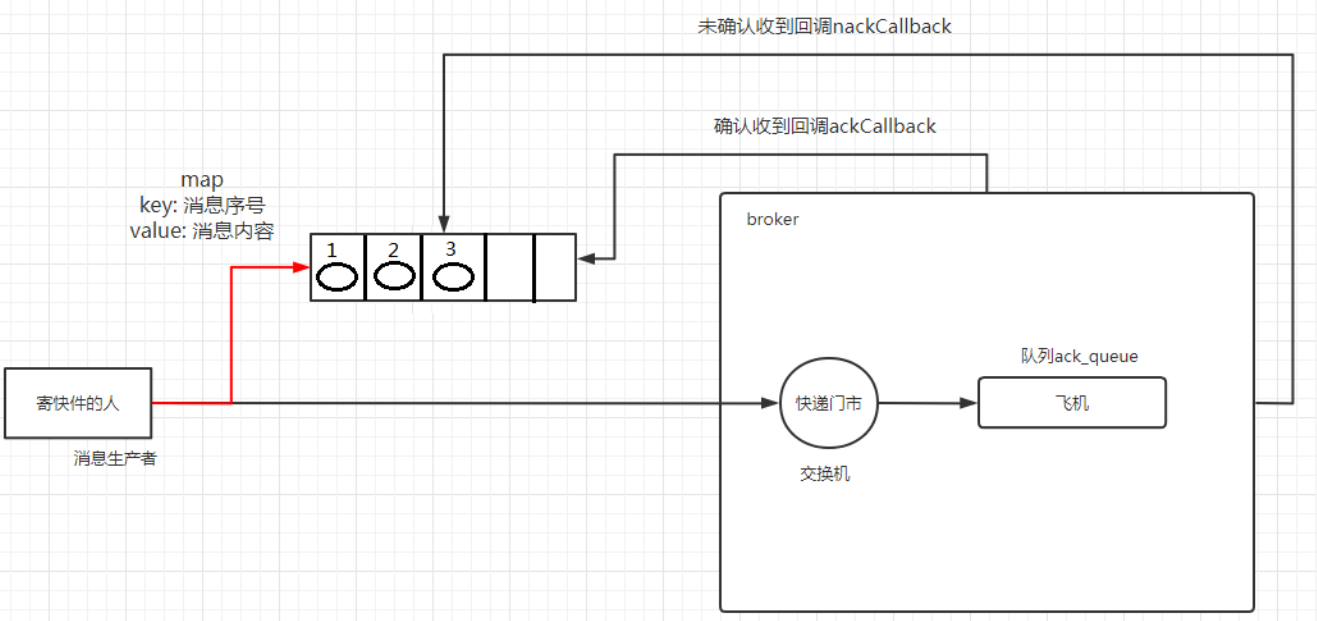 未确认收到回调nackCallback
确认收到回调ackCallback
map
key: 消息序号
value: 消息内容
broker
1
2
3
队列ack_queue
寄快件的人
快递门市
飞机
消息生产者
交换机